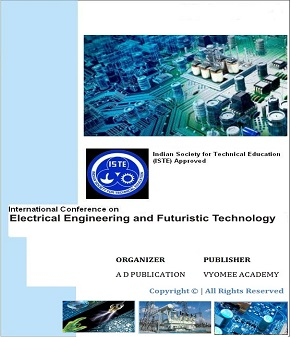 Indian Society for Technical Education
(ISTE) Approved
ISTE
International Conference on
Electrical Engineering and Futuristic Technology
ORGANIZER PUBLISHER
A D PUBLICATION VYOMEE ACADEMY
Copyright © | All Rights Reserved